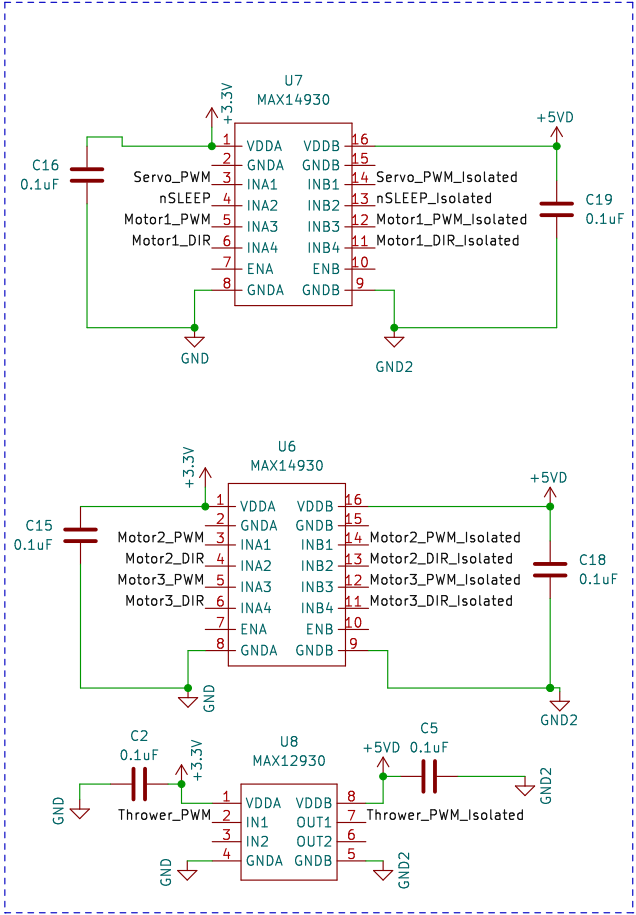 U7
MAX14930
+3.3V
+5VD
C16
0.1uF
1 VDDA VDDB 16
2 GNDA GNDB 15
Servo_PWM 3 INA1 INB1 14 Servo_PWM_Isolated
nSLEEP 4 INA2 INB2 13 nSLEEP_Isolated
Motor1_PWM 5 INA3 INB3 12 Motor1_PWM_Isolated
Motor1_DIR 6 INA4 INB4 11 Motor1_DIR_Isolated
7 ENA ENB 10
8 GNDA GNDB 9
C19
0.1uF
GND
GND2
U6
MAX14930
+3.3V
+5VD
C15
0.1uF
1 VDDA VDDB 16
2 GNDA GNDB 15
Motor2_PWM 3 INA1 INB1 14 Motor2_PWM_Isolated
Motor2_DIR 4 INA2 INB2 13 Motor2_DIR_Isolated
Motor3_PWM 5 INA3 INB3 12 Motor3_PWM_Isolated
Motor3_DIR 6 INA4 INB4 11 Motor3_DIR_Isolated
7 ENA ENB 10
8 GNDA GNDB 9
C18
0.1uF
GND
GND2
C2
0.1uF
+3.3V
U8
MAX12930
+5VD
C5
0.1uF
GND
GND2
1 VDDA VDDB 8
Thrower_PWM 2 IN1 OUT1 7 Thrower_PWM_Isolated
3 IN2 OUT2 6
4 GNDA GNDB 5
GND
GND2